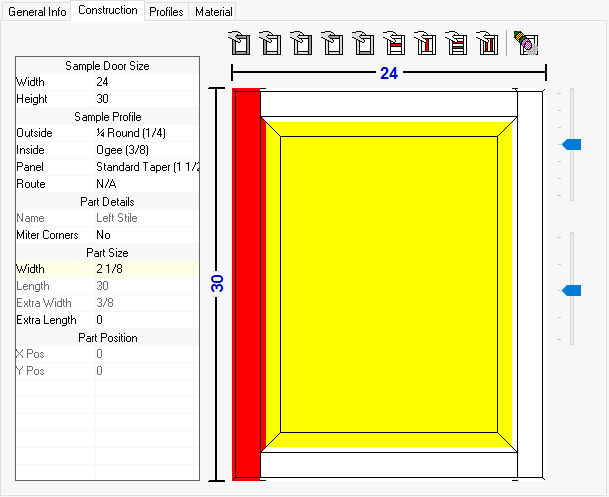 General Info Construction Profiles Material
Sample Door Size
Width 24
Height 30
Sample Profile
Outside ¼ Round (1/4)
Inside Ogee (3/8)
Panel Standard Taper (1 1/2
Route N/A
Part Details
Name Left Stile
Miter Corners No
Part Size
Width 2 1/8
Length 30
Extra Width 3/8
Extra Length 0
Part Position
X Pos 0
Y Pos 0
24
30